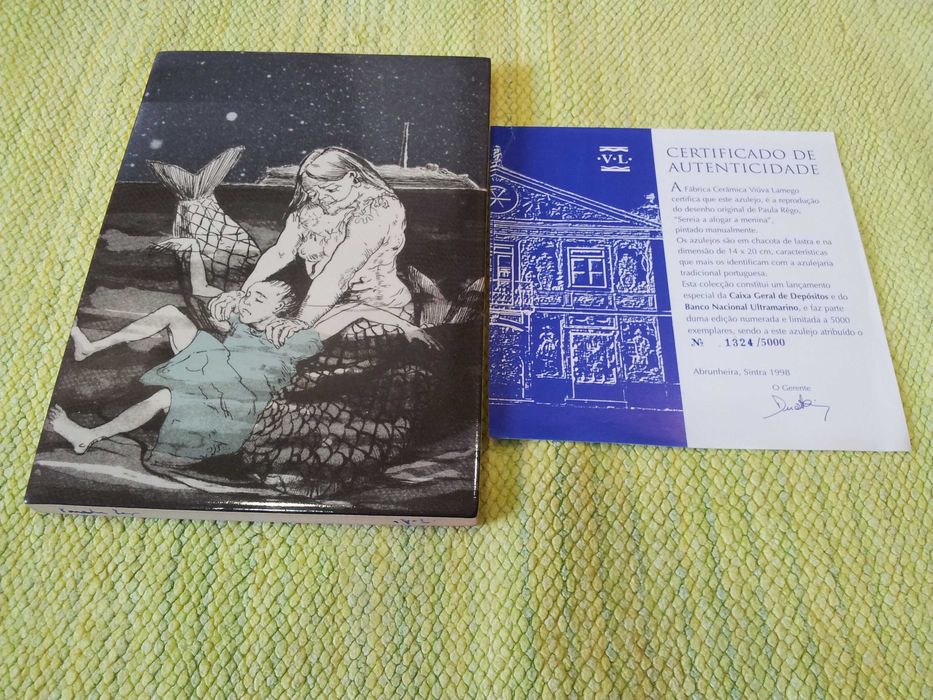 ·V·L·
CERTIFICADO DE
AUTENTICIDADE
A Fábrica Cerâmica Viúva Lamego
certifica que este azulejo, é a reprodução
do desenho original de Paula Rêgo,
"Sereia a afogar a menina",
pintado manualmente.
Os azulejos são em chacota de lastra e na
dimensão de 14 x 20 cm, características
que mais os identificam com a azulejaria
tradicional portuguesa.
Esta colecção constitui um lançamento
especial da Caixa Geral de Depósitos e do
Banco Nacional Ultramarino, e faz parte
duma edição numerada e limitada a 5000
exemplares, sendo a este azulejo atribuído o
Nº 1324/5000
Abrunheira, Sintra 1998
O Gerente
·V·L